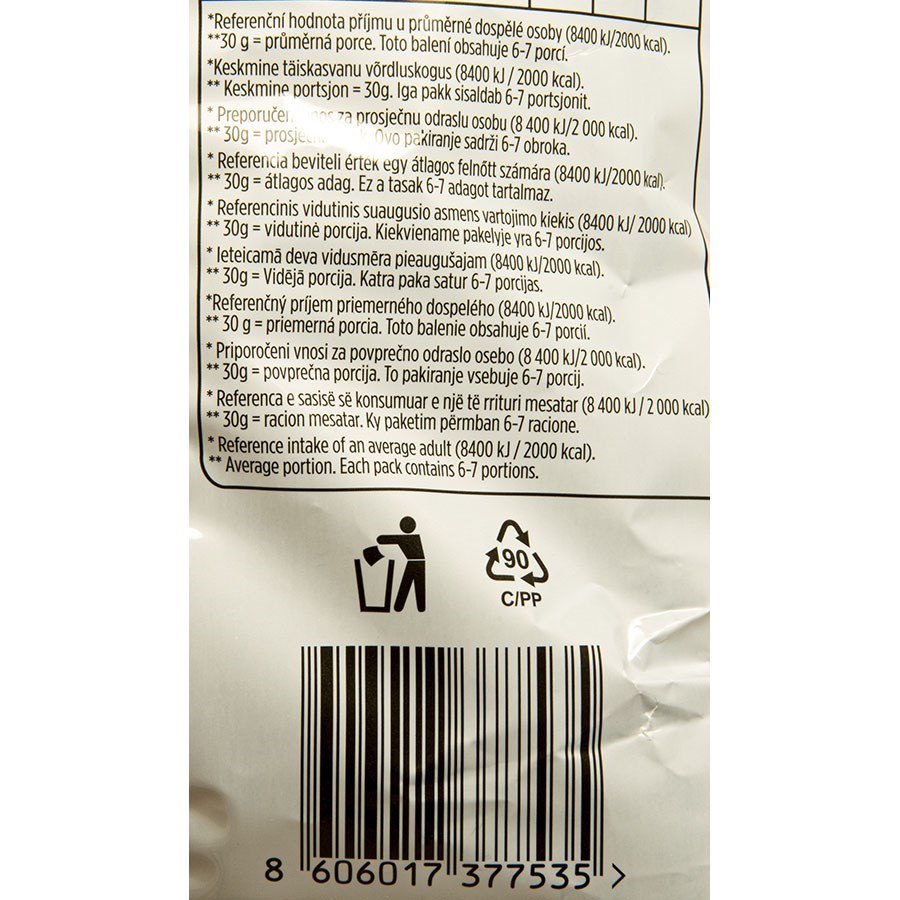 *Referenční hodnota příjmu u průměrné dospělé osoby (8400 kJ/2000 kcal).
**30 g = průměrná porce. Toto balení obsahuje 6-7 porcí.
*Keskmine täiskasvanu võrdluskogus (8400 kJ / 2000 kcal).
** Keskmine portsjon = 30g. Iga pakk sisaldab 6-7 portsjonit.
* za prosječnu odraslu osobu (8 400 kJ/2 000 kcal).
** 30g = Ovo pakiranje sadrži 6-7 obroka.
* Referencia beviteli érték egy átlagos felnőtt számára (8400 kJ/2000 kcal).
** 30g = átlagos adag. Ez a tasak 6-7 adagot tartalmaz.
* Referencinis vidutinis suaugusio asmens vartojimo kiekis (8400 kJ/ 2000 kcal)
** 30g = vidutinė porcija. Kiekviename pakelyje yra 6-7 porcijos.
* Ieteicamā deva vidusmēra pieaugušajam (8400 kJ/2000 kcal).
** 30g = Vidējā porcija. Katra paka satur 6-7 porcijas.
*Referenčný príjem priemerného dospelého (8400 kJ/2000 kcal).
** 30 g = priemerná porcia. Toto balenie obsahuje 6-7 porcií.
* Priporočeni vnosi za povprečno odraslo osebo (8 400 kJ/2 000 kcal).
** 30g = povprečna porcija. To pakiranje vsebuje 6-7 porcij.
* Referenca e sasisë së konsumuar e një të rrituri mesatar (8 400 kJ / 2 000 kcal)
** 30g = racion mesatar. Ky paketim përmban 6-7 racione.
* Reference intake of an average adult (8400 kJ / 2000 kcal).
** Average portion. Each pack contains 6-7 portions.
90
C/PP
8 606017 377535 >